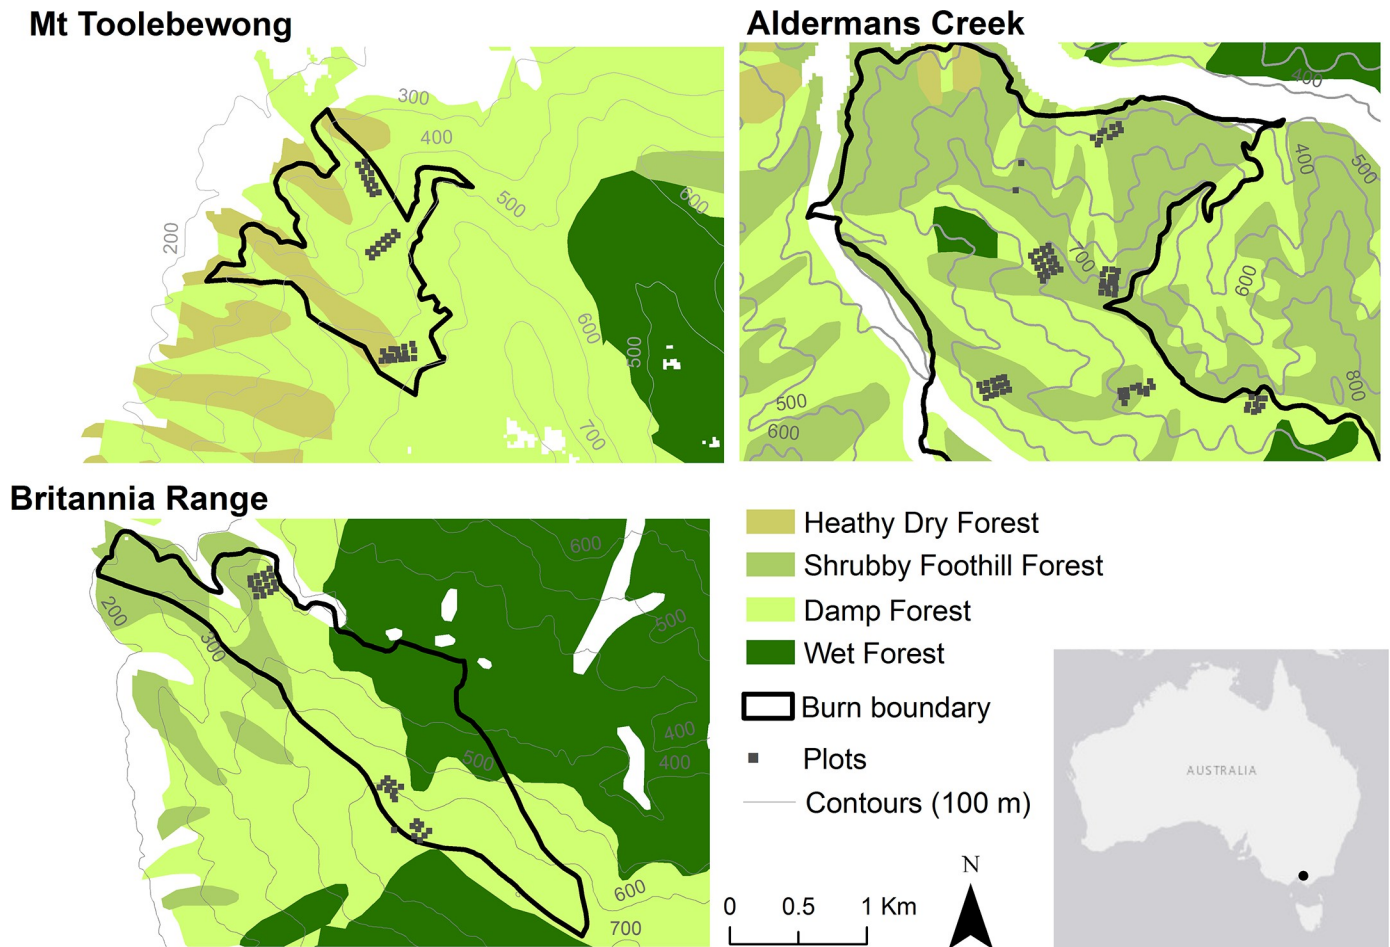 Mt Toolebewong
300
400
500
200
600
600
500
700
Aldermans Creek
400
400
500
700
600
800
500
600
Britannia Range
600
200
500
300
400
500
400
600
700
Heathy Dry Forest
Shrubby Foothill Forest
Damp Forest
Wet Forest
Burn boundary
Plots
Contours (100 m)
AUSTRALIA
N
0 0.5 1 Km